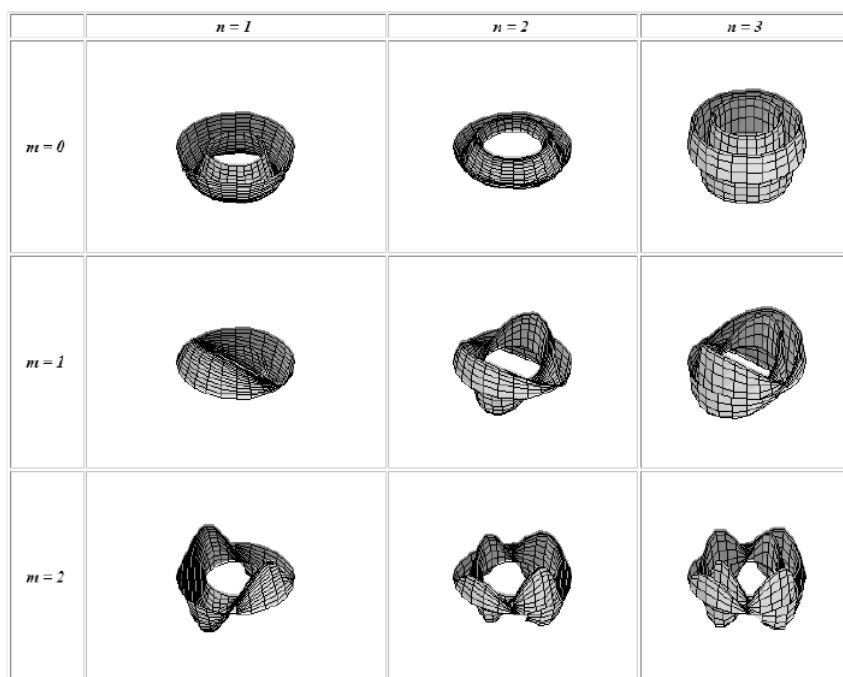 n = 1 n = 2 n = 3
m = 0
m = 1
m = 2